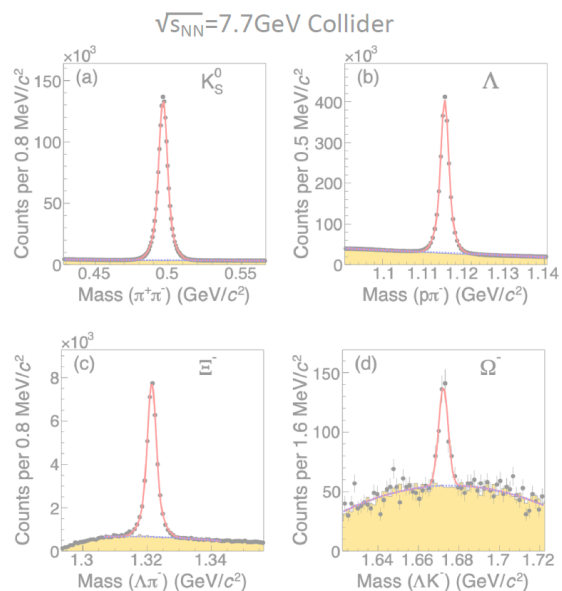 √sNN=7.7GeV Collider
×10³
(a)
K⁰S
Counts per 0.8 MeV/c²
150
100
50
0
0.45
0.5
0.55
Mass (π⁺π⁻) (GeV/c²)
×10³
(b)
Λ
Counts per 0.5 MeV/c²
400
300
200
100
0
1.1
1.11
1.12
1.13
1.14
Mass (pπ⁻) (GeV/c²)
×10³
(c)
Ξ⁻
Counts per 0.8 MeV/c²
8
6
4
2
0
1.3
1.32
1.34
Mass (Λπ⁻) (GeV/c²)
(d)
Ω⁻
Counts per 1.6 MeV/c²
150
100
50
0
1.64
1.66
1.68
1.7
1.72
Mass (ΛK⁻) (GeV/c²)